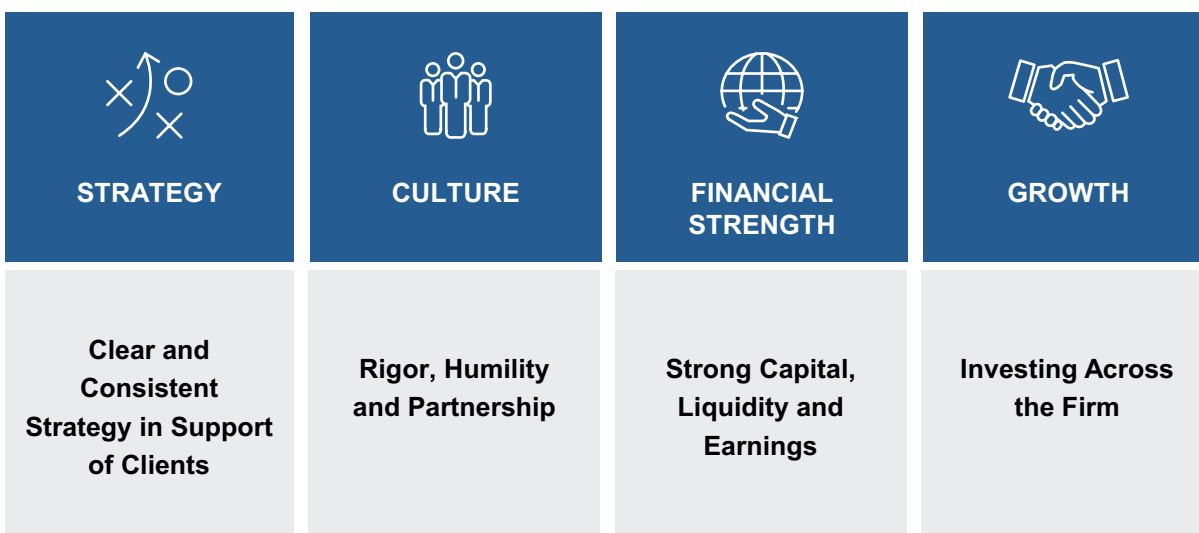 STRATEGY
CULTURE
FINANCIAL
STRENGTH
GROWTH
Clear and
Consistent
Strategy in Support
of Clients
Rigor, Humility
and Partnership
Strong Capital,
Liquidity and
Earnings
Investing Across
the Firm